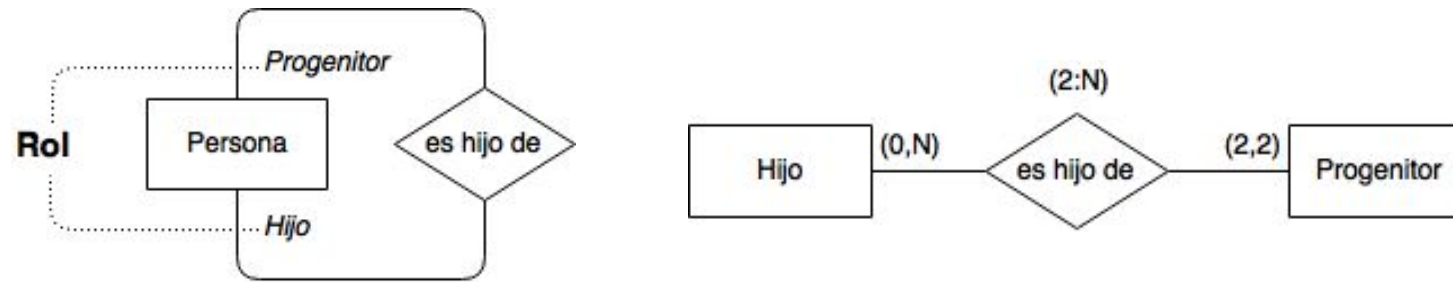 Progenitor
Rol
Persona
es hijo de
Hijo
(2:N)
Hijo
(0,N)
es hijo de
(2,2)
Progenitor